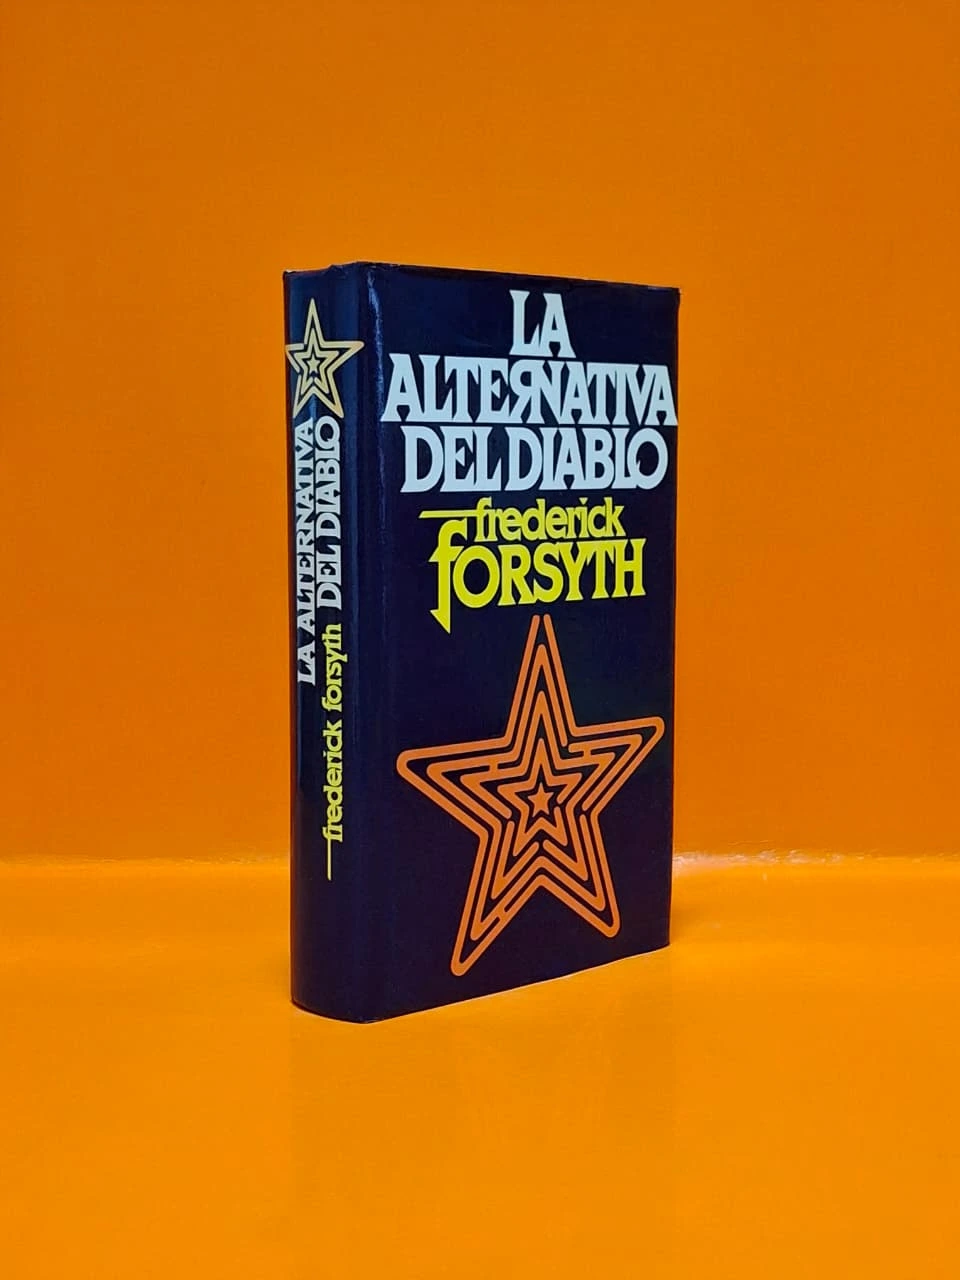 LA
ALTERNATIVA
DEL DIABLO
frederick
FORSYTH
LA ALTERNATIVA
DEL DIABLO
frederick forsyth